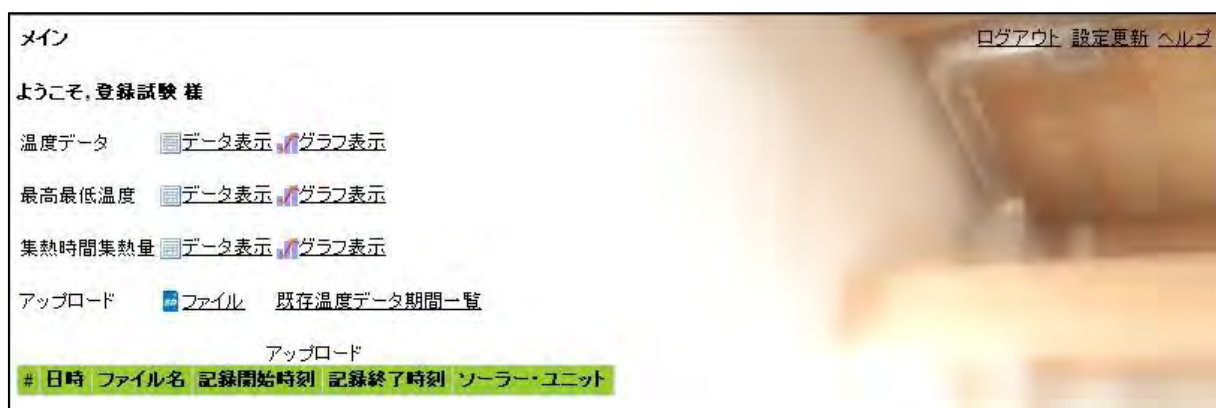 メイン ログアウト 設定更新 ヘルプ
ようこそ, 登録試験 様
温度データ データ表示 グラフ表示
最高最低温度 データ表示 グラフ表示
集熱時間集熱量 データ表示 グラフ表示
アップロード ファイル 既存温度データ期間一覧
アップロード
# 日時 ファイル名 記録開始時刻 記録終了時刻 ソーラー・ユニット